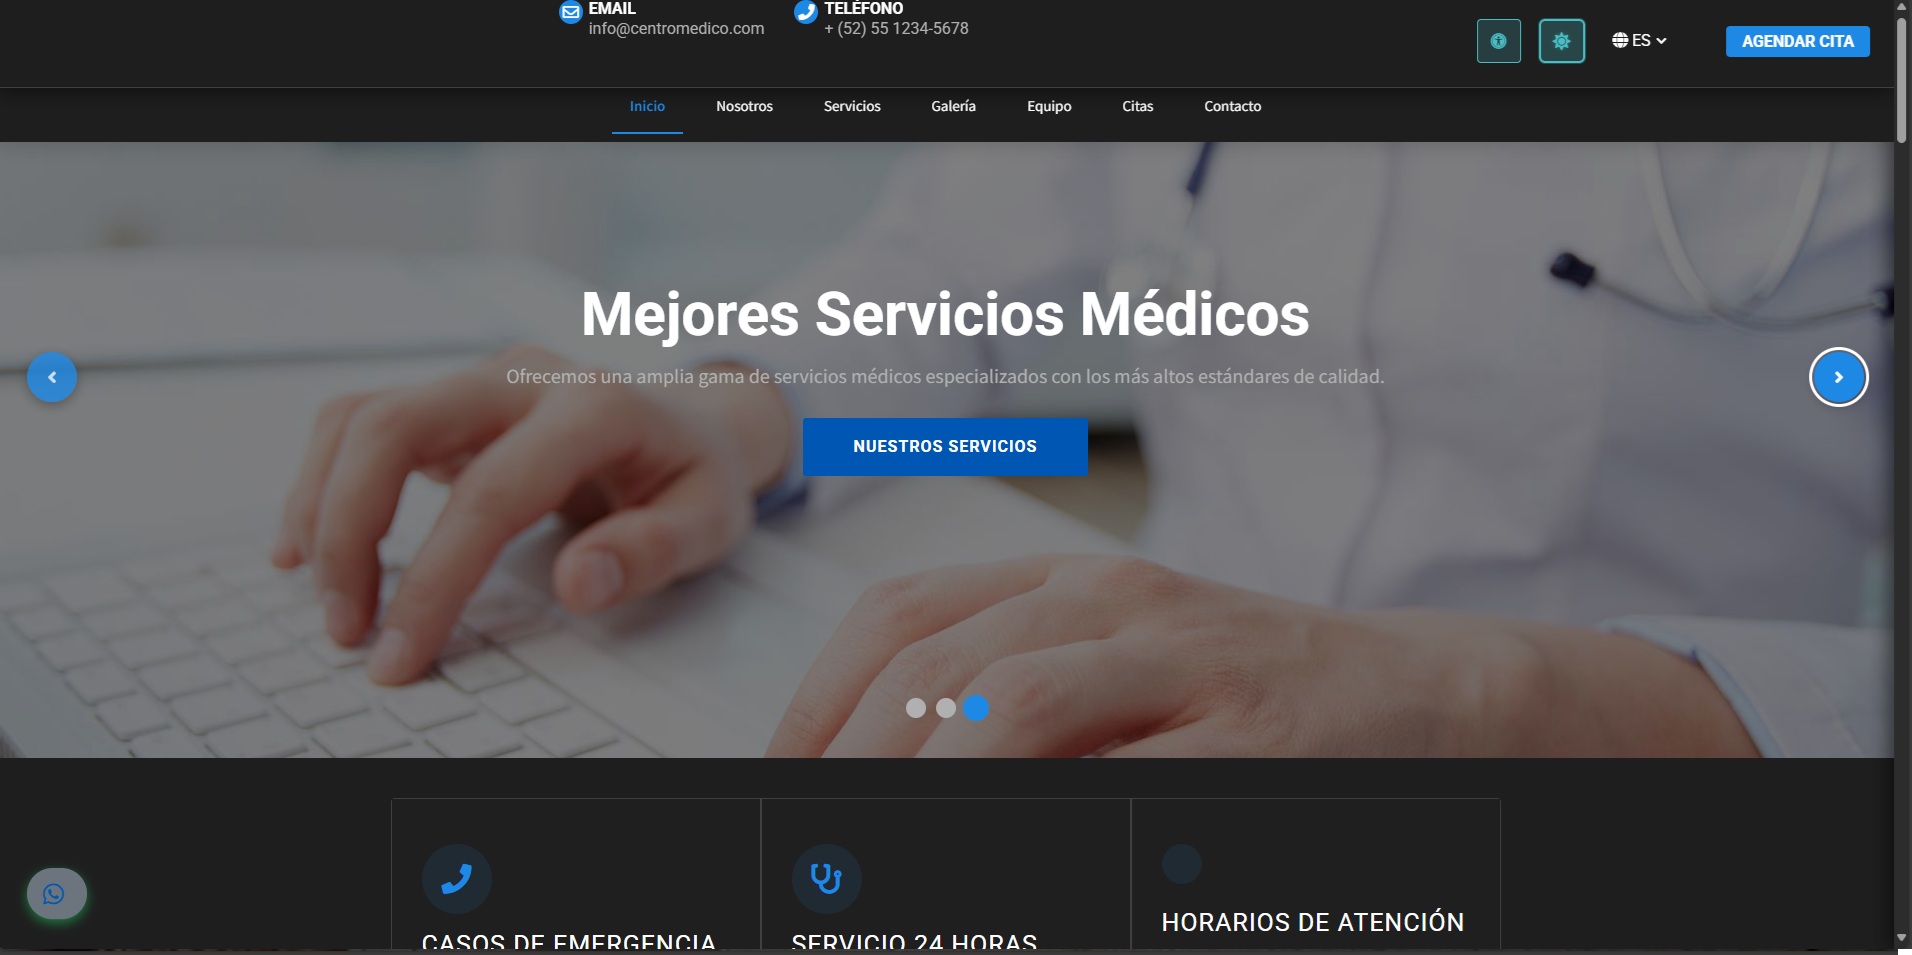 EMAIL
info@centromedico.com
TELÉFONO
+ (52) 55 1234-5678
ES
AGENDAR CITA
Inicio
Nosotros
Servicios
Galería
Equipo
Citas
Contacto
Mejores Servicios Médicos
Ofrecemos una amplia gama de servicios médicos especializados con los más altos estándares de calidad.
NUESTROS SERVICIOS
CASOS DE EMERGENCIA
SERVICIO 24 HORAS
HORARIOS DE ATENCIÓN